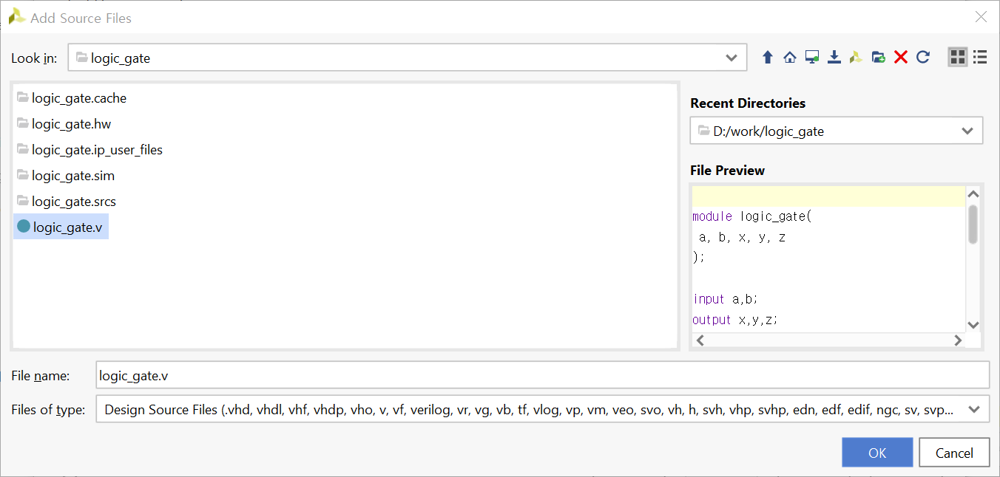 Add Source Files
Look in: logic_gate
logic_gate.cache
logic_gate.hw
logic_gate.ip_user_files
logic_gate.sim
logic_gate.srcs
logic_gate.v
Recent Directories
D:/work/logic_gate
File Preview
module logic_gate(
a, b, x, y, z
);
input a,b;
output x,y,z;
File name: logic_gate.v
Files of type: Design Source Files (.vhd, vhdl, vhf, vhdp, vho, v, vf, verilog, vr, vg, vb, tf, vlog, vp, vm, veo, svo, vh, h, svh, vhp, svhp, edn, edf, edif, ngc, sv, svp...
OK Cancel